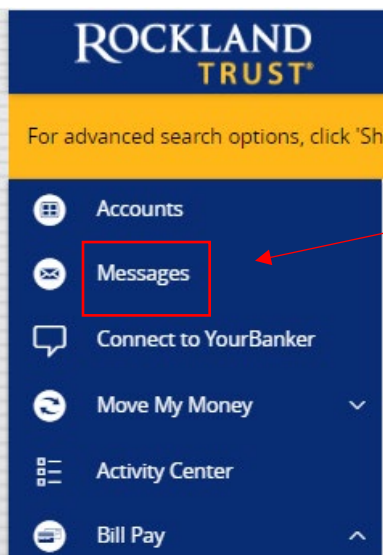 ROCKLAND
TRUST®
For advanced search options, click 'Sh
Accounts
Messages
Connect to YourBanker
Move My Money
Activity Center
Bill Pay